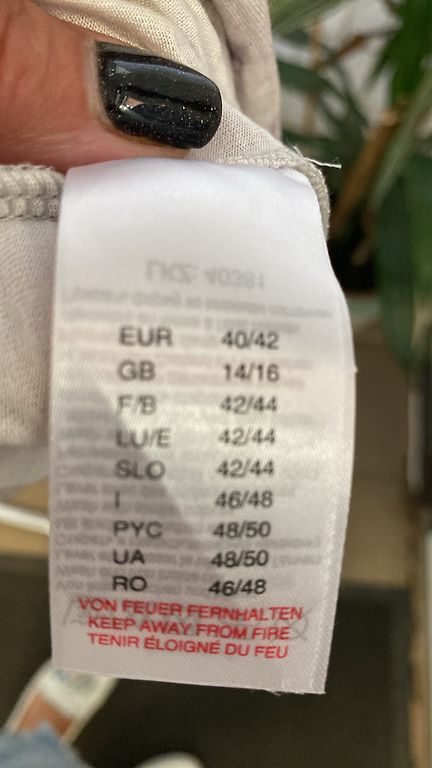 EUR 40/42
GB 14/16
F/B 42/44
LU/E 42/44
SLO 42/44
I 46/48
PYC 48/50
UA 48/50
RO 46/48
VON FEUER FERNHALTEN
KEEP AWAY FROM FIRE
TENIR ÉLOIGNÉ DU FEU